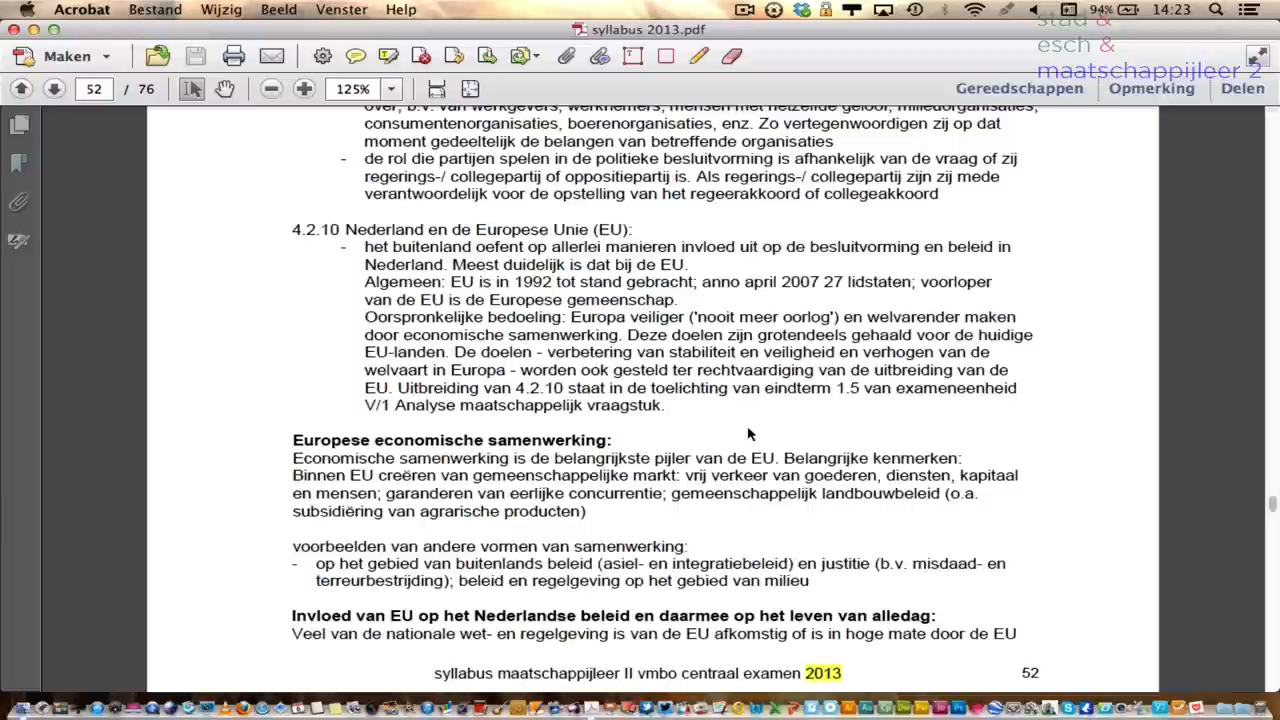 Acrobat Bestand Wijzig Beeld Venster Help 94% 14:23
syllabus 2013.pdf
stad &
esch &
maatschappijleer 2
Maken
52 / 76 125% Gereedschappen Opmerking Delen
over, b.v. van werkgevers, werknemers, mensen met hetzelfde geloof, milieuorganisaties,
consumentenorganisaties, boerenorganisaties, enz. Zo vertegenwoordigen zij op dat
moment gedeeltelijk de belangen van betreffende organisaties
- de rol die partijen spelen in de politieke besluitvorming is afhankelijk van de vraag of zij
regerings-/ collegepartij of oppositiepartij is. Als regerings-/ collegepartij zijn zij mede
verantwoordelijk voor de opstelling van het regeerakkoord of collegeakkoord
4.2.10 Nederland en de Europese Unie (EU):
- het buitenland oefent op allerlei manieren invloed uit op de besluitvorming en beleid in
Nederland. Meest duidelijk is dat bij de EU.
Algemeen: EU is in 1992 tot stand gebracht; anno april 2007 27 lidstaten; voorloper
van de EU is de Europese gemeenschap.
Oorspronkelijke bedoeling: Europa veiliger ('nooit meer oorlog') en welvarender maken
door economische samenwerking. Deze doelen zijn grotendeels gehaald voor de huidige
EU-landen. De doelen - verbetering van stabiliteit en veiligheid en verhogen van de
welvaart in Europa - worden ook gesteld ter rechtvaardiging van de uitbreiding van de
EU. Uitbreiding van 4.2.10 staat in de toelichting van eindterm 1.5 van exameneenheid
V/1 Analyse maatschappelijk vraagstuk.
Europese economische samenwerking:
Economische samenwerking is de belangrijkste pijler van de EU. Belangrijke kenmerken:
Binnen EU creëren van gemeenschappelijke markt: vrij verkeer van goederen, diensten, kapitaal
en mensen; garanderen van eerlijke concurrentie; gemeenschappelijk landbouwbeleid (o.a.
subsidiëring van agrarische producten)
voorbeelden van andere vormen van samenwerking:
- op het gebied van buitenlands beleid (asiel- en integratiebeleid) en justitie (b.v. misdaad- en
terreurbestrijding); beleid en regelgeving op het gebied van milieu
Invloed van EU op het Nederlandse beleid en daarmee op het leven van alledag:
Veel van de nationale wet- en regelgeving is van de EU afkomstig of is in hoge mate door de EU
syllabus maatschappijleer II vmbo centraal examen 2013 52